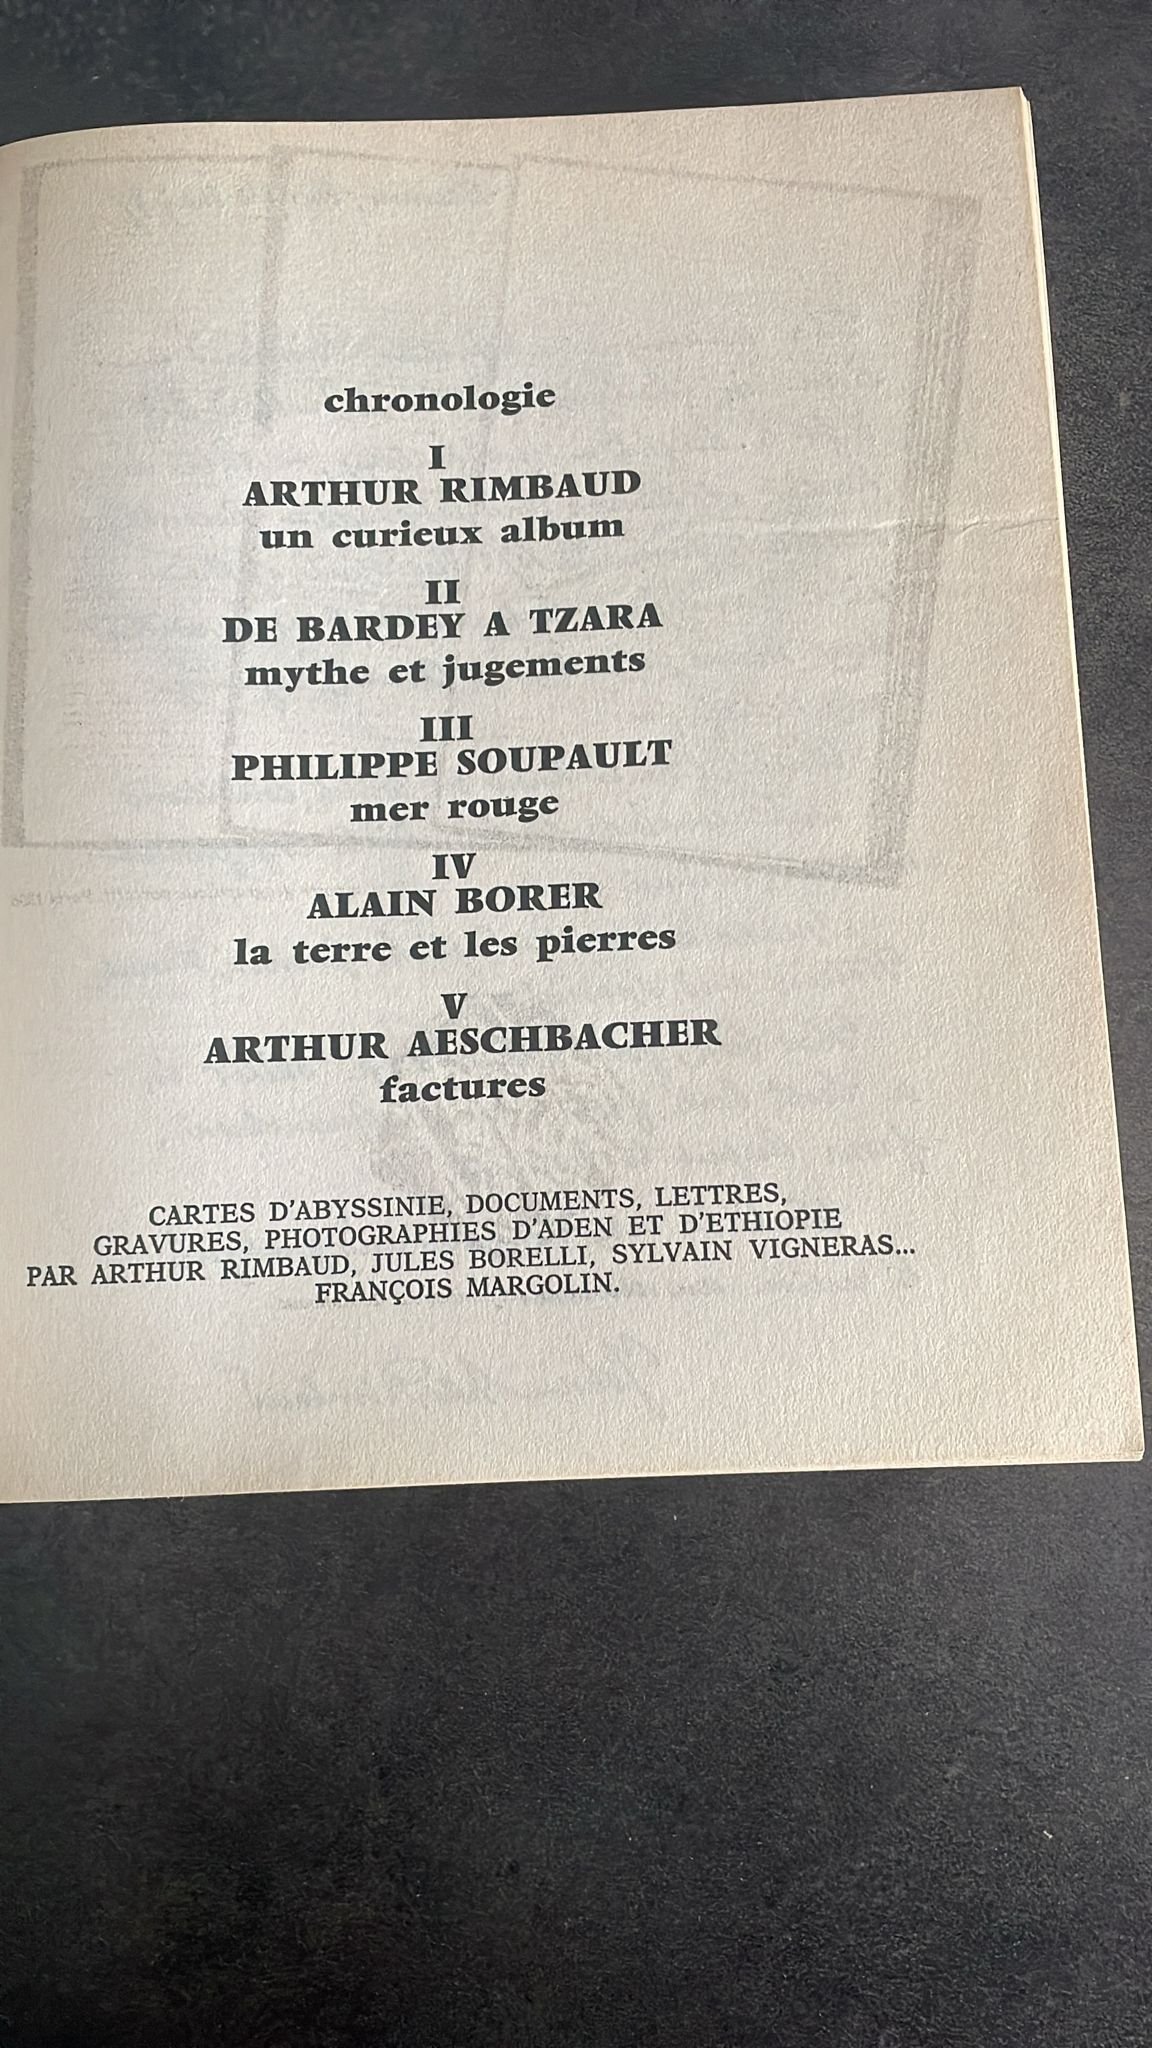 chronologie
I
ARTHUR RIMBAUD
un curieux album
II
DE BARDEY A TZARA
mythe et jugements
III
PHILIPPE SOUPAULT
mer rouge
IV
ALAIN BORER
la terre et les pierres
V
ARTHUR AESCHBACHER
factures
CARTES D'ABYSSINIE, DOCUMENTS, LETTRES,
GRAVURES, PHOTOGRAPHIES D'ADEN ET D'ETHIOPIE
PAR ARTHUR RIMBAUD, JULES BORELLI, SYLVAIN VIGNERAS...
FRANÇOIS MARGOLIN.